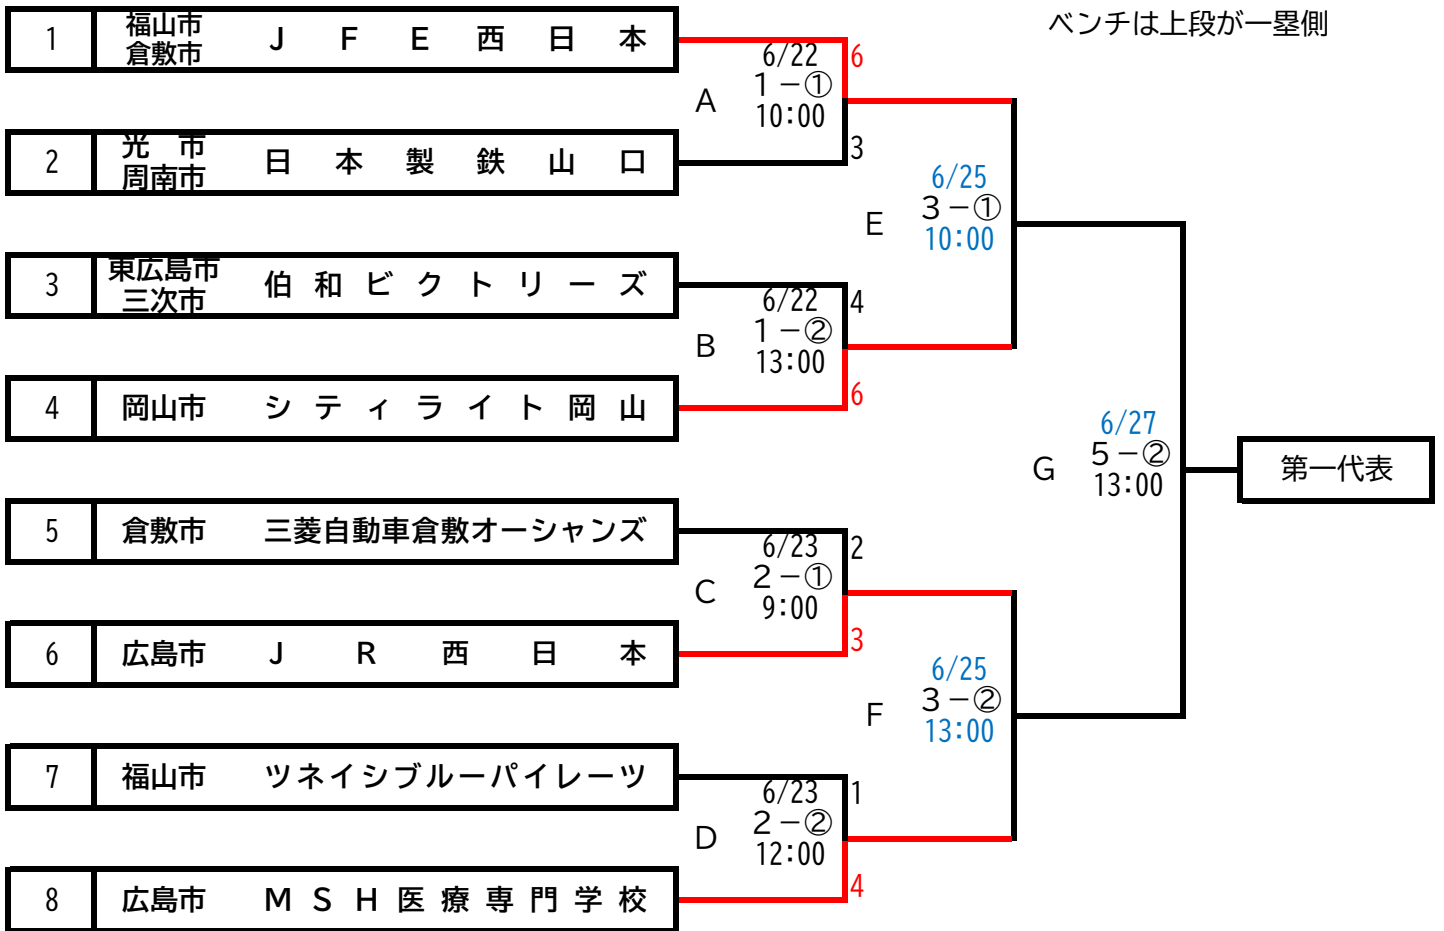 ベンチは上段が一塁側
1 福山市 倉敷市 ＪＦＥ西日本
6/22
1－①
10:00
A
6
3
2 光市 周南市 日本製鉄山口
6/25
3－①
10:00
E
3 東広島市 三次市 伯和ビクトリーズ
6/22
1－②
13:00
B
4
6
4 岡山市 シティライト岡山
6/27
5－②
13:00
G
第一代表
5 倉敷市 三菱自動車倉敷オーシャンズ
6/23
2－①
9:00
C
2
3
6 広島市 ＪＲ西日本
6/25
3－②
13:00
F
7 福山市 ツネイシブルーパイレーツ
6/23
2－②
12:00
D
1
4
8 広島市 ＭＳＨ医療専門学校